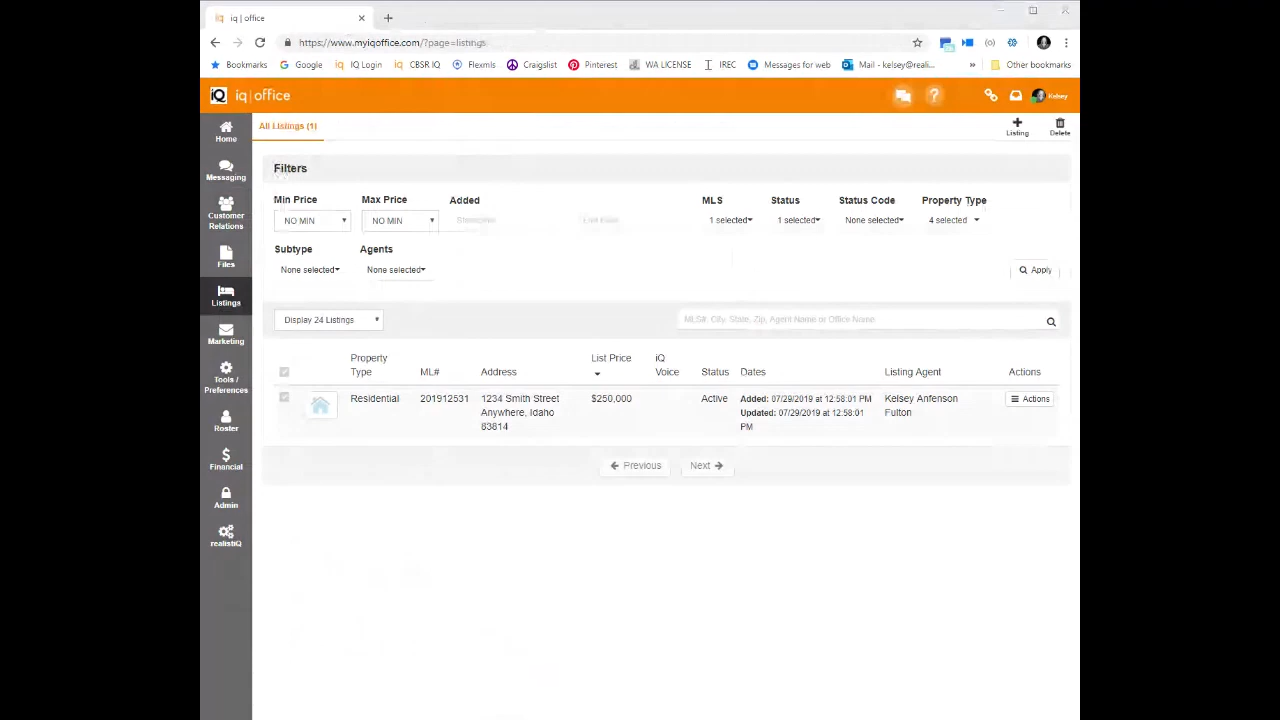 iq | office
https://www.myiqoffice.com/?page=listings
Bookmarks Google IQ Login CBSR IQ Flexmls Craigslist Pinterest WA LICENSE IREC Messages for web Mail - kelsey@reali... » Other bookmarks
iQ iq|office ? Kelsey
Home
Messaging
Customer
Relations
Files
Listings
Marketing
Tools /
Preferences
Roster
Financial
Admin
realistiQ
All Listings (1)
Listing Delete
Filters
Min Price Max Price Added MLS Status Status Code Property Type
NO MIN NO MIN 1 selected 1 selected None selected 4 selected
Subtype Agents
None selected None selected Apply
Display 24 Listings MLS#, City, State, Zip, Agent Name or Office Name
Property
Type ML# Address List Price iQ
Voice Status Dates Listing Agent Actions
Residential 201912531 1234 Smith Street
Anywhere, Idaho
83814 $250,000 Active Added: 07/29/2019 at 12:58:01 PM
Updated: 07/29/2019 at 12:58:01
PM Kelsey Anfenson
Fulton Actions
Previous Next